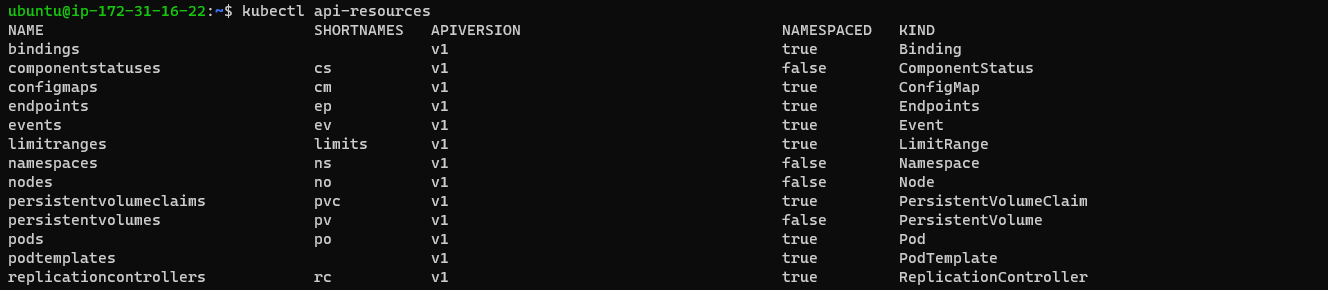 ubuntu@ip-172-31-16-22:~$ kubectl api-resources
NAME                              SHORTNAMES   APIVERSION                             NAMESPACED   KIND
bindings                                       v1                                     true         Binding
componentstatuses                 cs           v1                                     false        ComponentStatus
configmaps                        cm           v1                                     true         ConfigMap
endpoints                         ep           v1                                     true         Endpoints
events                            ev           v1                                     true         Event
limitranges                       limits       v1                                     true         LimitRange
namespaces                        ns           v1                                     false        Namespace
nodes                             no           v1                                     false        Node
persistentvolumeclaims            pvc          v1                                     true         PersistentVolumeClaim
persistentvolumes                 pv           v1                                     false        PersistentVolume
pods                              po           v1                                     true         Pod
podtemplates                                   v1                                     true         PodTemplate
replicationcontrollers            rc           v1                                     true         ReplicationController